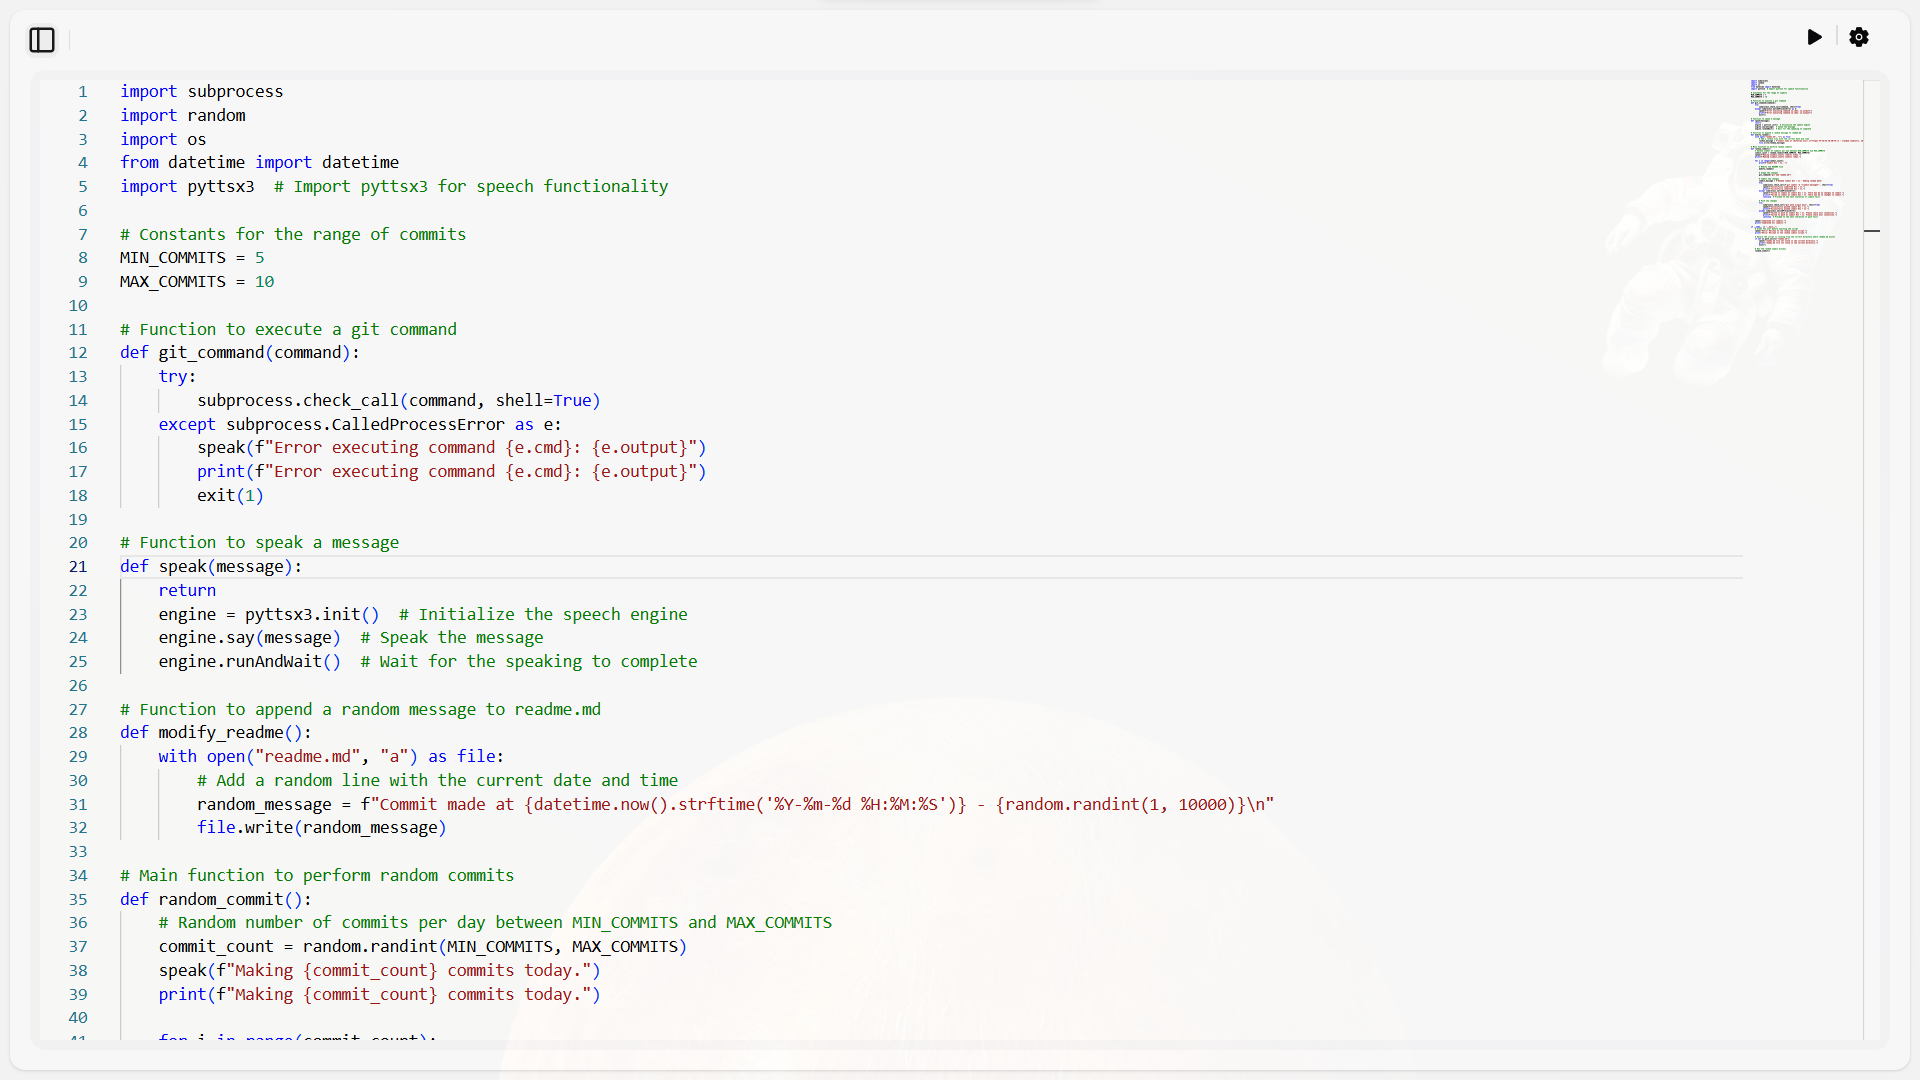 1 import subprocess
2 import random
3 import os
4 from datetime import datetime
5 import pyttsx3  # Import pyttsx3 for speech functionality
6
7 # Constants for the range of commits
8 MIN_COMMITS = 5
9 MAX_COMMITS = 10
10
11 # Function to execute a git command
12 def git_command(command):
13     try:
14         subprocess.check_call(command, shell=True)
15     except subprocess.CalledProcessError as e:
16         speak(f"Error executing command {e.cmd}: {e.output}")
17         print(f"Error executing command {e.cmd}: {e.output}")
18         exit(1)
19
20 # Function to speak a message
21 def speak(message):
22     return
23     engine = pyttsx3.init()  # Initialize the speech engine
24     engine.say(message)  # Speak the message
25     engine.runAndWait()  # Wait for the speaking to complete
26
27 # Function to append a random message to readme.md
28 def modify_readme():
29     with open("readme.md", "a") as file:
30         # Add a random line with the current date and time
31         random_message = f"Commit made at {datetime.now().strftime('%Y-%m-%d %H:%M:%S')} - {random.randint(1, 10000)}\n"
32         file.write(random_message)
33
34 # Main function to perform random commits
35 def random_commit():
36     # Random number of commits per day between MIN_COMMITS and MAX_COMMITS
37     commit_count = random.randint(MIN_COMMITS, MAX_COMMITS)
38     speak(f"Making {commit_count} commits today.")
39     print(f"Making {commit_count} commits today.")
40
41     for i in range(commit_count):